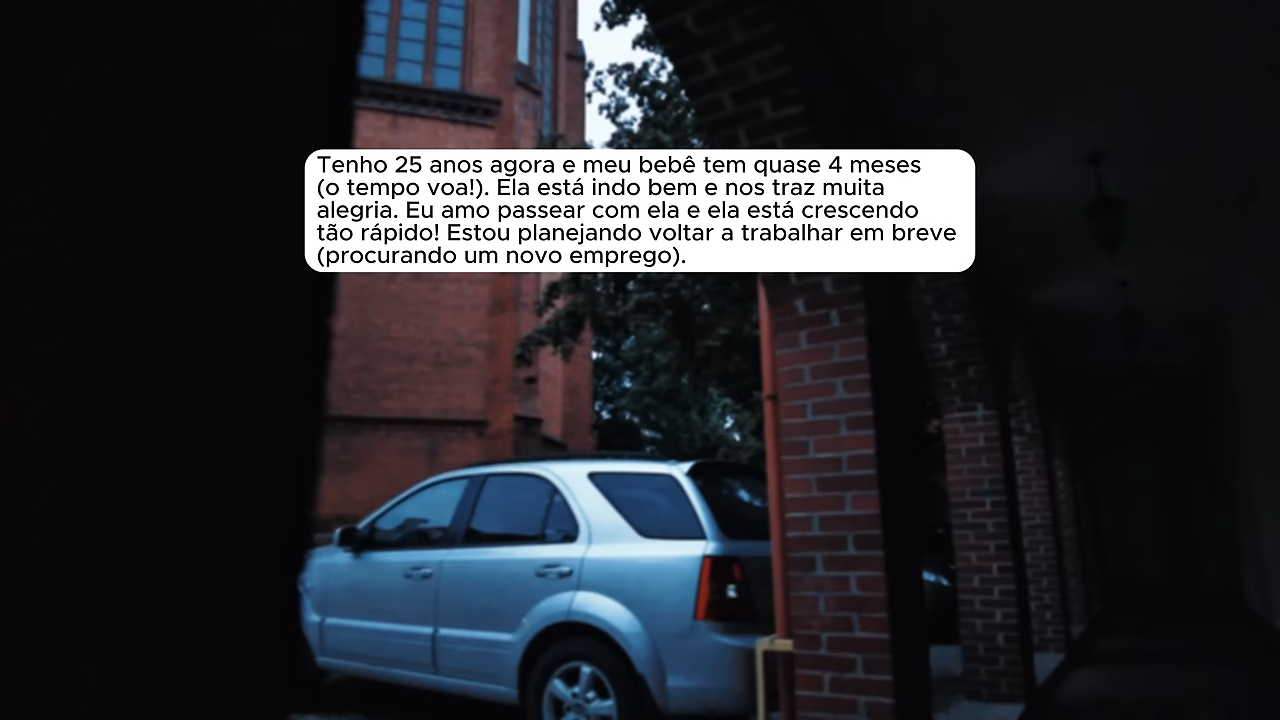 Tenho 25 anos agora e meu bebê tem quase 4 meses
(o tempo voa!). Ela está indo bem e nos traz muita
alegria. Eu amo passear com ela e ela está crescendo
tão rápido! Estou planejando voltar a trabalhar em breve
(procurando um novo emprego).